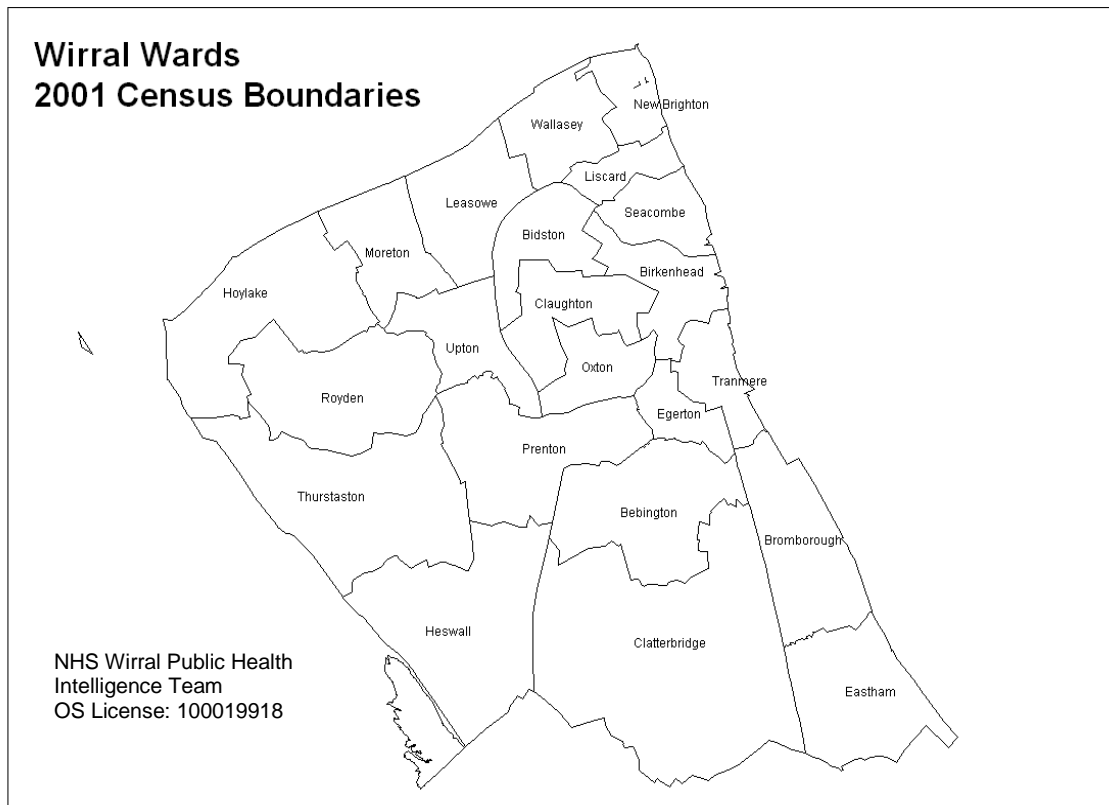 Wirral Wards
2001 Census Boundaries
New Brighton
Wallasey
Liscard
Leasowe
Seacombe
Bidston
Moreton
Birkenhead
Hoylake
Claughton
Upton
Oxton
Tranmere
Royden
Egerton
Prenton
Thurstaston
Bebington
Bromborough
Heswall
Clatterbridge
Eastham
NHS Wirral Public Health
Intelligence Team
OS License: 100019918